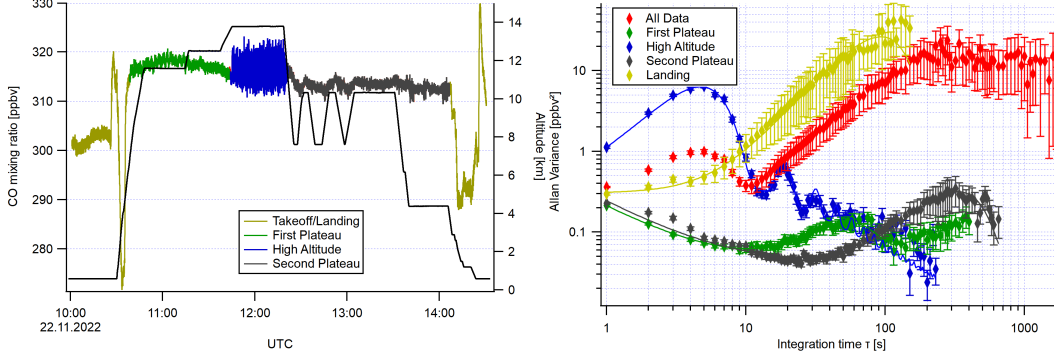 330
320
310
300
290
280
CO mixing ratio [ppbv]
Takeoff/Landing
First Plateau
High Altitude
Second Plateau
14
12
10
8
6
4
2
0
Altitude [km]
10:00
11:00
12:00
13:00
14:00
22.11.2022
UTC
All Data
First Plateau
High Altitude
Second Plateau
Landing
10
1
0.1
Allan Variance [ppbv²]
1
10
100
1000
Integration time τ [s]